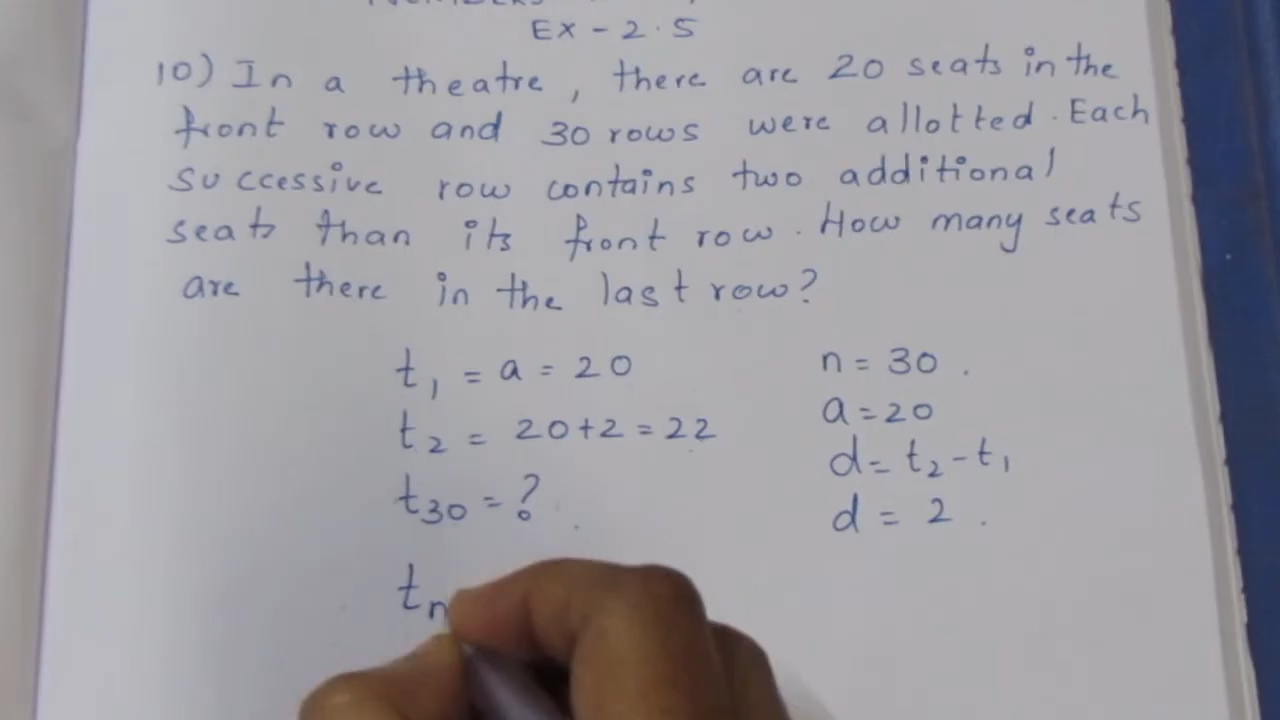 Ex - 2.5
10) In a theatre, there are 20 seats in the
front row and 30 rows were allotted. Each
successive row contains two additional
seats than its front row. How many seats
are there in the last row?
t₁ = a = 20
t₂ = 20+2 = 22
t₃₀ = ?
tₙ
n = 30.
a = 20
d = t₂ - t₁
d = 2.